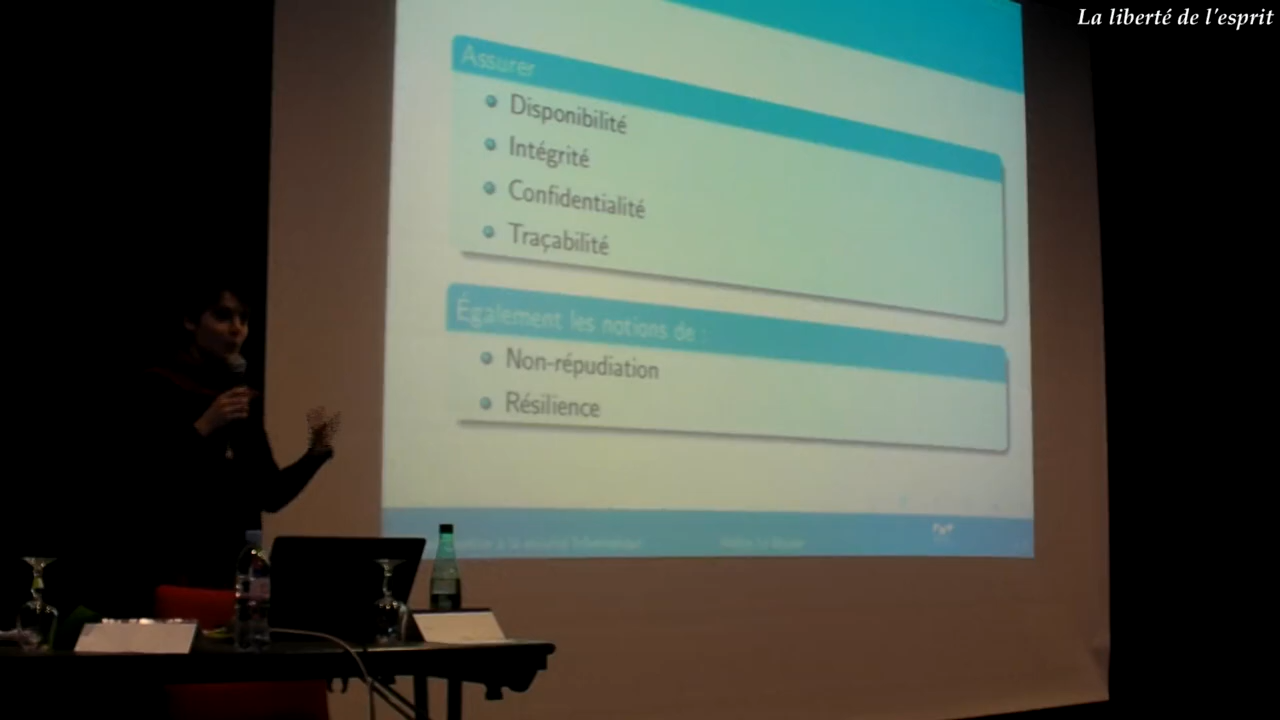 La liberté de l'esprit
Assurer
Disponibilité
Intégrité
Confidentialité
Traçabilité
Également les notions de :
Non-répudiation
Résilience